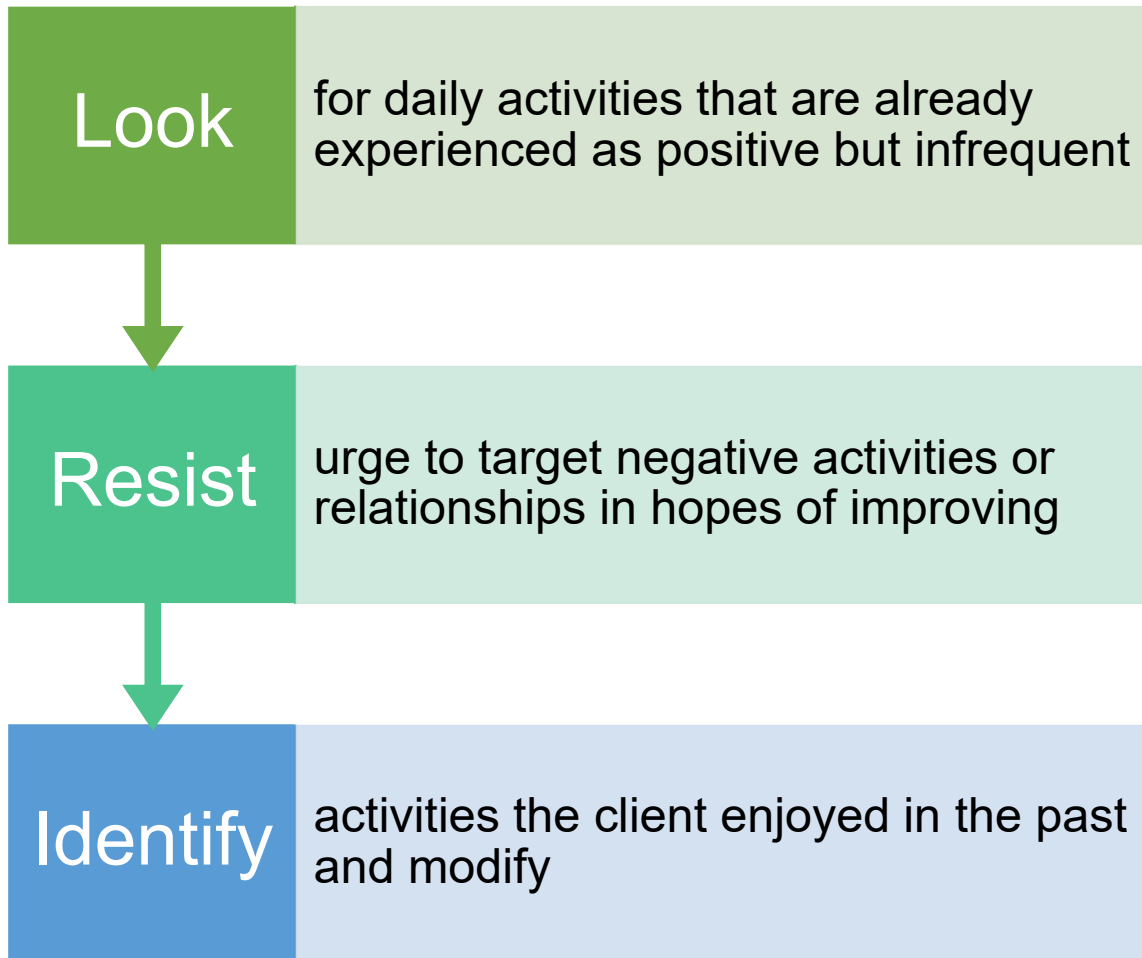 Look
for daily activities that are already
experienced as positive but infrequent
Resist
urge to target negative activities or
relationships in hopes of improving
Identify
activities the client enjoyed in the past
and modify